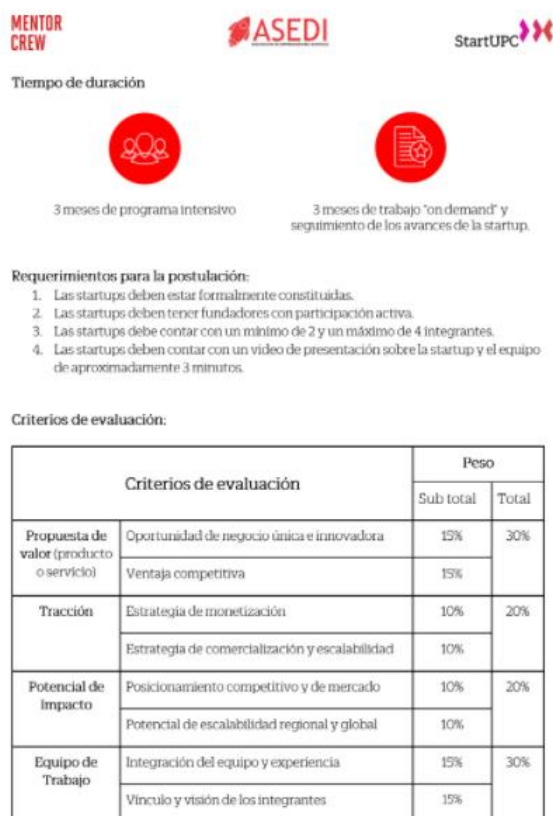 MENTOR
CREW
ASEDI
StartUPC
Tiempo de duración
3 meses de programa intensivo
3 meses de trabajo "on demand" y
seguimiento de los avances de la startup.
Requerimientos para la postulación:
1. Las startups deben estar formalmente constituidas.
2. Las startups deben tener fundadores con participación activa.
3. Las startups debe contar con un mínimo de 2 y un máximo de 4 integrantes.
4. Las startups deben contar con un video de presentación sobre la startup y el equipo
de aproximadamente 3 minutos.
Criterios de evaluación:
Criterios de evaluación
Peso
Sub total
Total
Propuesta de
valor (producto
o servicio)
Oportunidad de negocio única e innovadora
15%
30%
Ventaja competitiva
15%
Tracción
Estrategia de monetización
10%
20%
Estrategia de comercialización y escalabilidad
10%
Potencial de
Impacto
Posicionamiento competitivo y de mercado
10%
20%
Potencial de escalabilidad regional y global
10%
Equipo de
Trabajo
Integración del equipo y experiencia
15%
30%
Vínculo y visión de los integrantes
15%